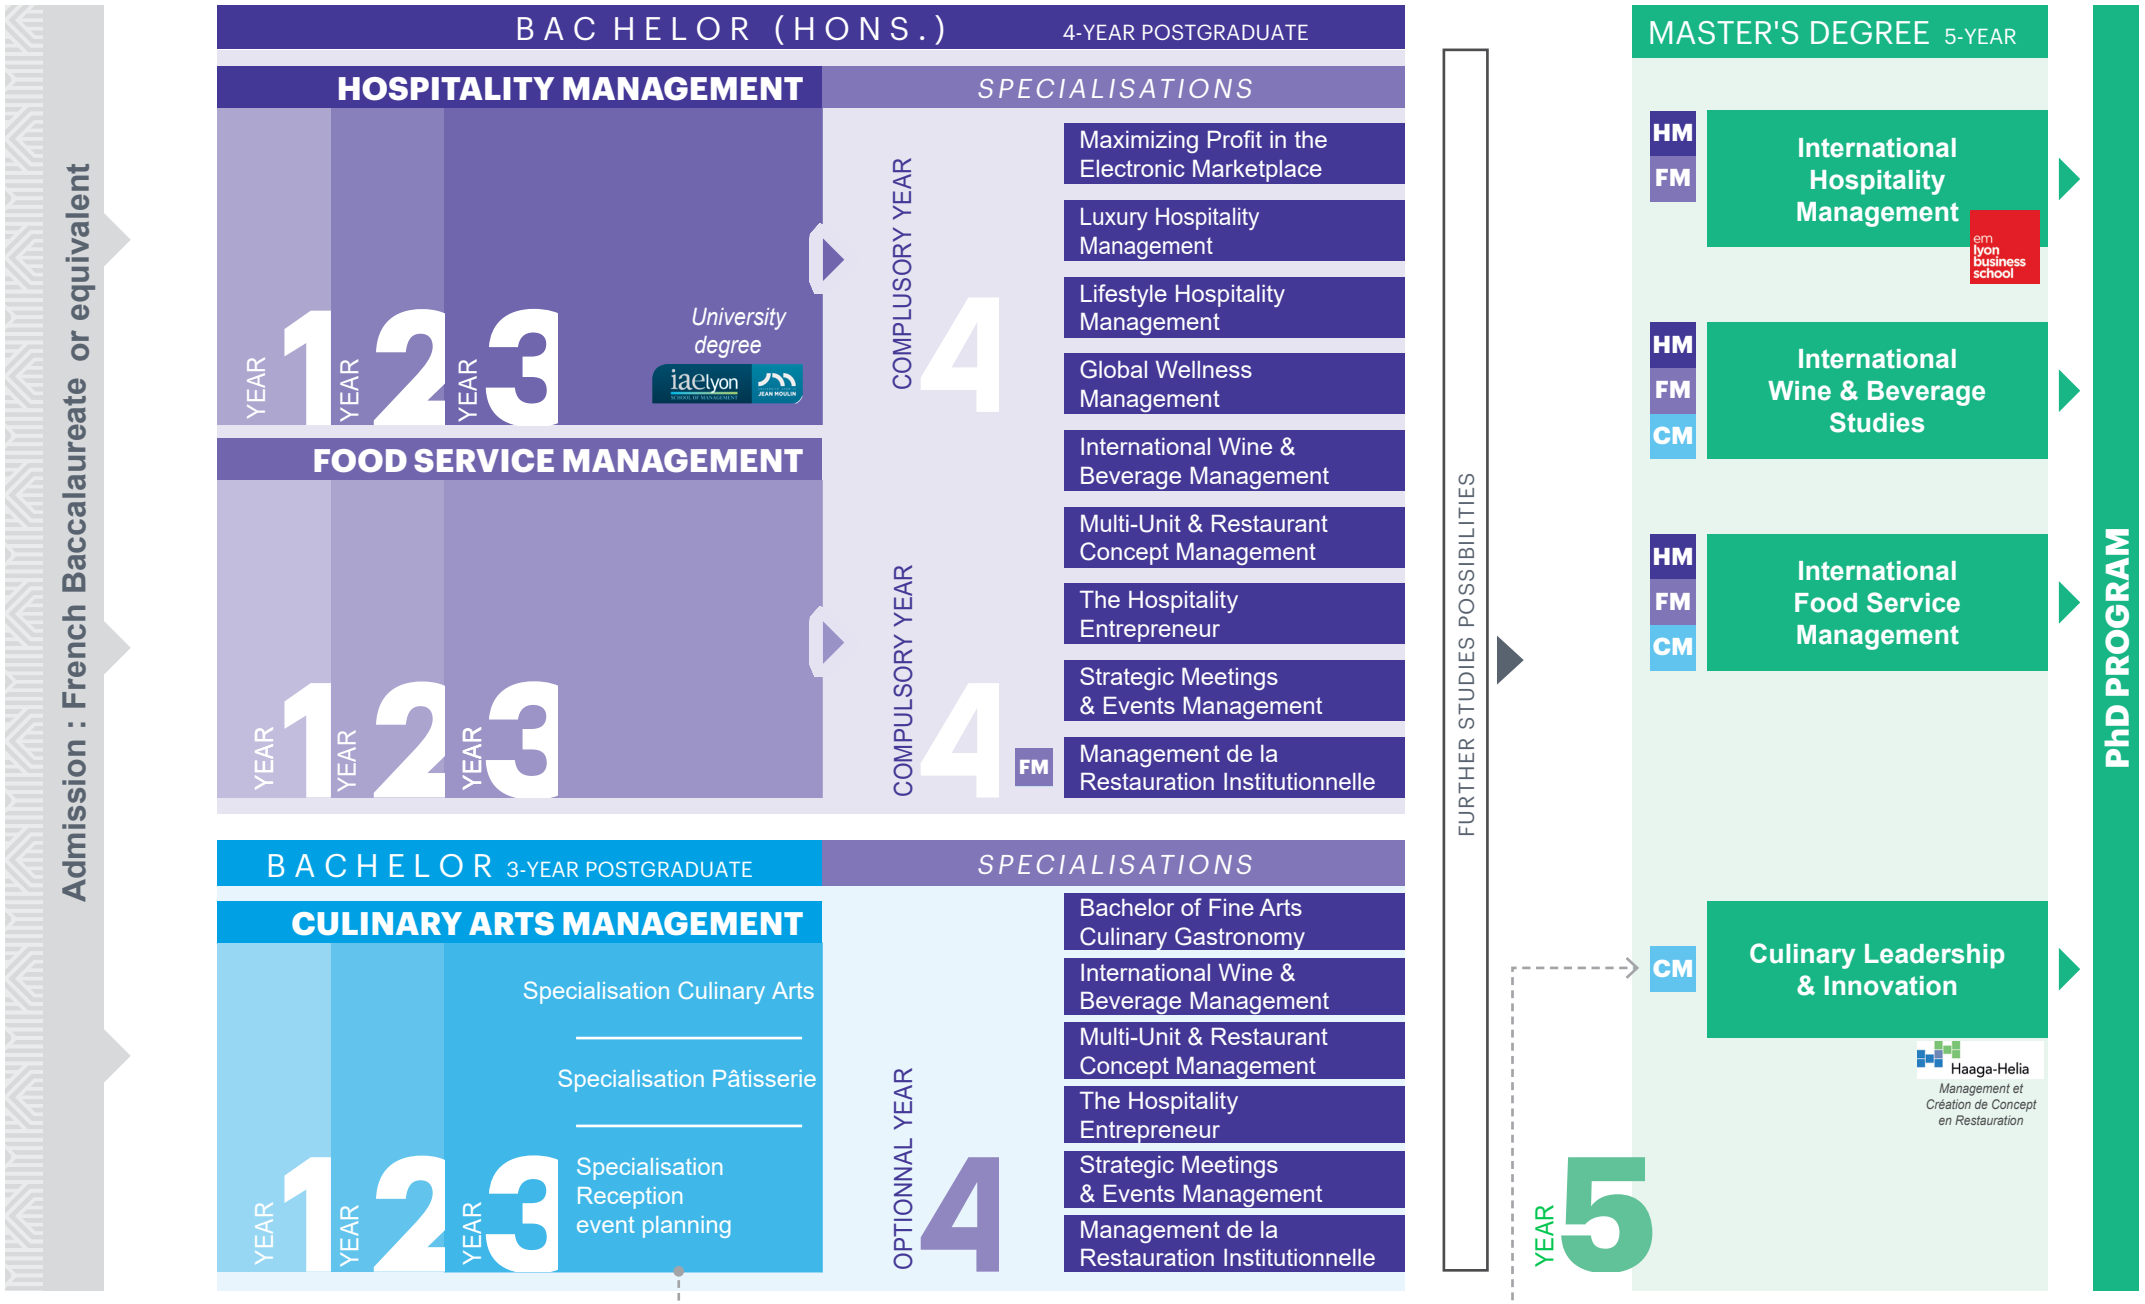 Admission : French Baccalaureate or equivalent
BACHELOR (HONS.) 4-YEAR POSTGRADUATE
HOSPITALITY MANAGEMENT
SPECIALISATIONS
YEAR 1
YEAR 2
YEAR 3
University
degree
iaelyon
SCHOOL OF MANAGEMENT
JEAN MOULIN
COMPLUSORY YEAR
4
FOOD SERVICE MANAGEMENT
YEAR 1
YEAR 2
YEAR 3
COMPULSORY YEAR
4
Maximizing Profit in the
Electronic Marketplace
Luxury Hospitality
Management
Lifestyle Hospitality
Management
Global Wellness
Management
International Wine &
Beverage Management
Multi-Unit & Restaurant
Concept Management
The Hospitality
Entrepreneur
Strategic Meetings
& Events Management
FM
Management de la
Restauration Institutionnelle
BACHELOR 3-YEAR POSTGRADUATE
SPECIALISATIONS
CULINARY ARTS MANAGEMENT
YEAR 1
YEAR 2
YEAR 3
Specialisation Culinary Arts
Specialisation Pâtisserie
Specialisation
Reception
event planning
OPTIONNAL YEAR
4
Bachelor of Fine Arts
Culinary Gastronomy
International Wine &
Beverage Management
Multi-Unit & Restaurant
Concept Management
The Hospitality
Entrepreneur
Strategic Meetings
& Events Management
Management de la
Restauration Institutionnelle
FURTHER STUDIES POSSIBILITIES
MASTER'S DEGREE 5-YEAR
HM
FM
International
Hospitality
Management
em
lyon
business
school
HM
FM
CM
International
Wine & Beverage
Studies
HM
FM
CM
International
Food Service
Management
CM
Culinary Leadership
& Innovation
Haaga-Helia
Management et
Création de Concept
en Restauration
YEAR 5
PhD PROGRAM